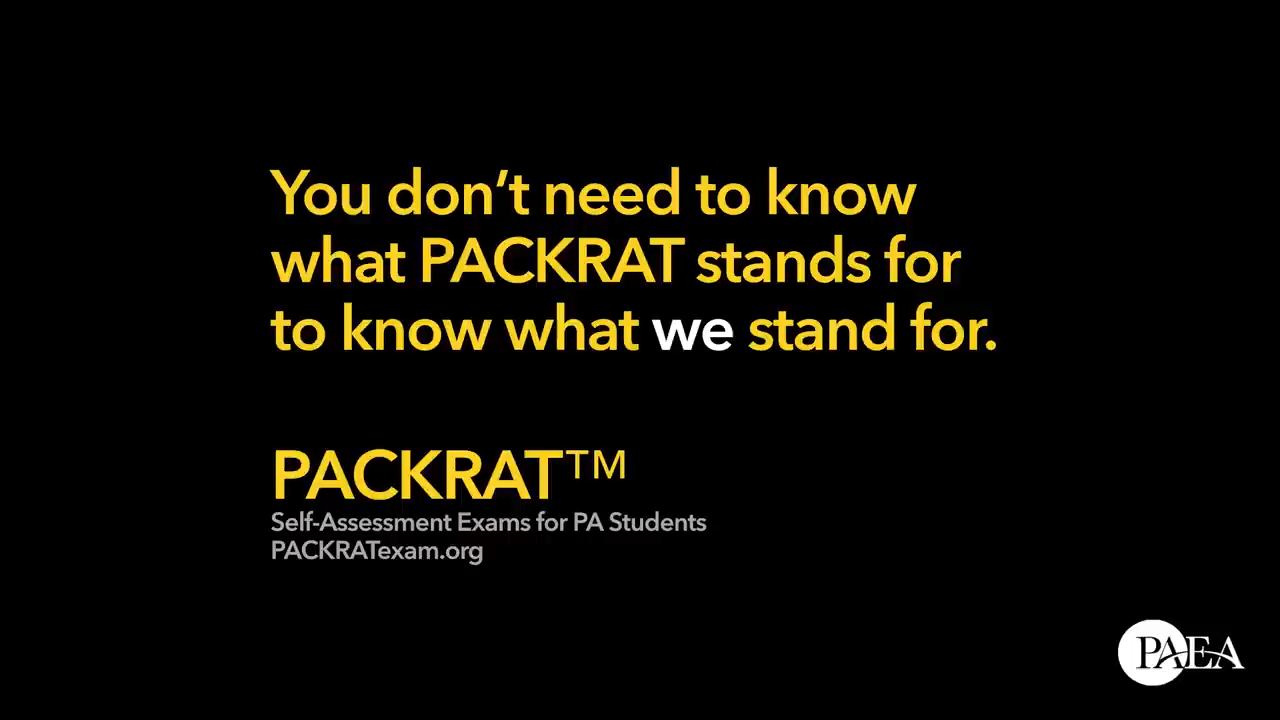 You don’t need to know
what PACKRAT stands for
to know what we stand for.
PACKRAT™
Self-Assessment Exams for PA Students
PACKRATexam.org
PAEA